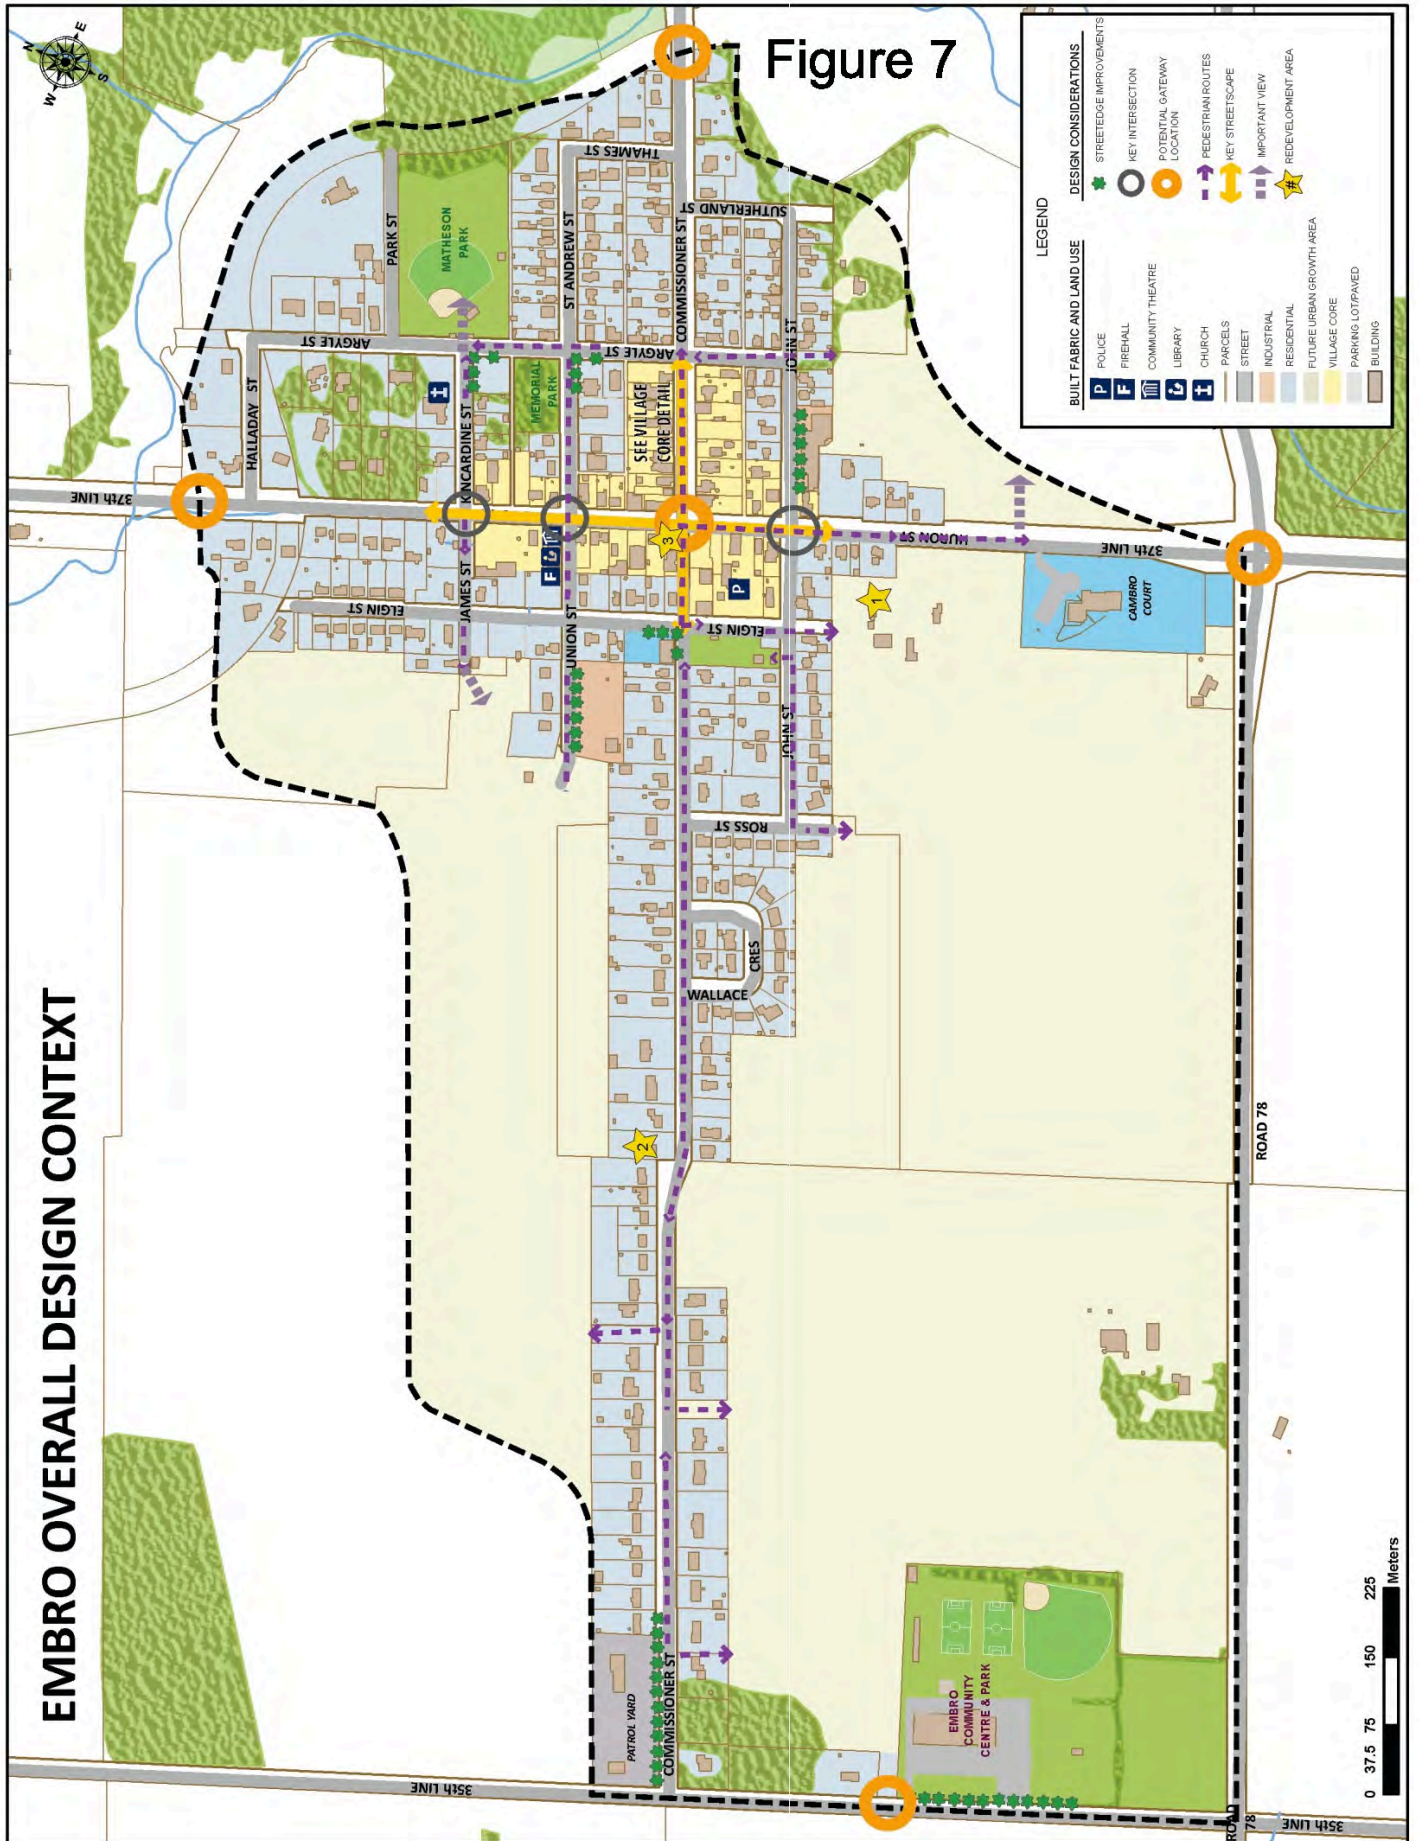 EMBRO OVERALL DESIGN CONTEXT
Figure 7
N
E
S
W
LEGEND
BUILT FABRIC AND LAND USE
P POLICE
F FIREHALL
COMMUNITY THEATRE
LIBRARY
CHURCH
PARCELS
STREET
INDUSTRIAL
RESIDENTIAL
FUTURE URBAN GROWTH AREA
VILLAGE CORE
PARKING LOT/PAVED
BUILDING
DESIGN CONSIDERATIONS
STREETEDGE IMPROVEMENTS
KEY INTERSECTION
POTENTIAL GATEWAY
LOCATION
PEDESTRIAN ROUTES
KEY STREETSCAPE
IMPORTANT VIEW
# REDEVELOPMENT AREA
37th LINE
HALLADAY ST
ARGYLE ST
PARK ST
MATHESON
PARK
THAMES ST
ST ANDREW ST
COMMISSIONER ST
SUTHERLAND ST
KINCARDINE ST
MEMORIAL
PARK
SEE VILLAGE
CORE DETAIL
ARGYLE ST
JOHN ST
ELGIN ST
JAMES ST
F
UNION ST
3
P
ELGIN ST
HURON ST
37th LINE
1
CAMBRO
COURT
JOHN ST
ROSS ST
WALLACE
CRES
2
ROAD 78
PATROL YARD
COMMISSIONER ST
35th LINE
EMBRO
COMMUNITY
CENTRE & PARK
ROAD
78
35th LINE
0 37.5 75 150 225
Meters